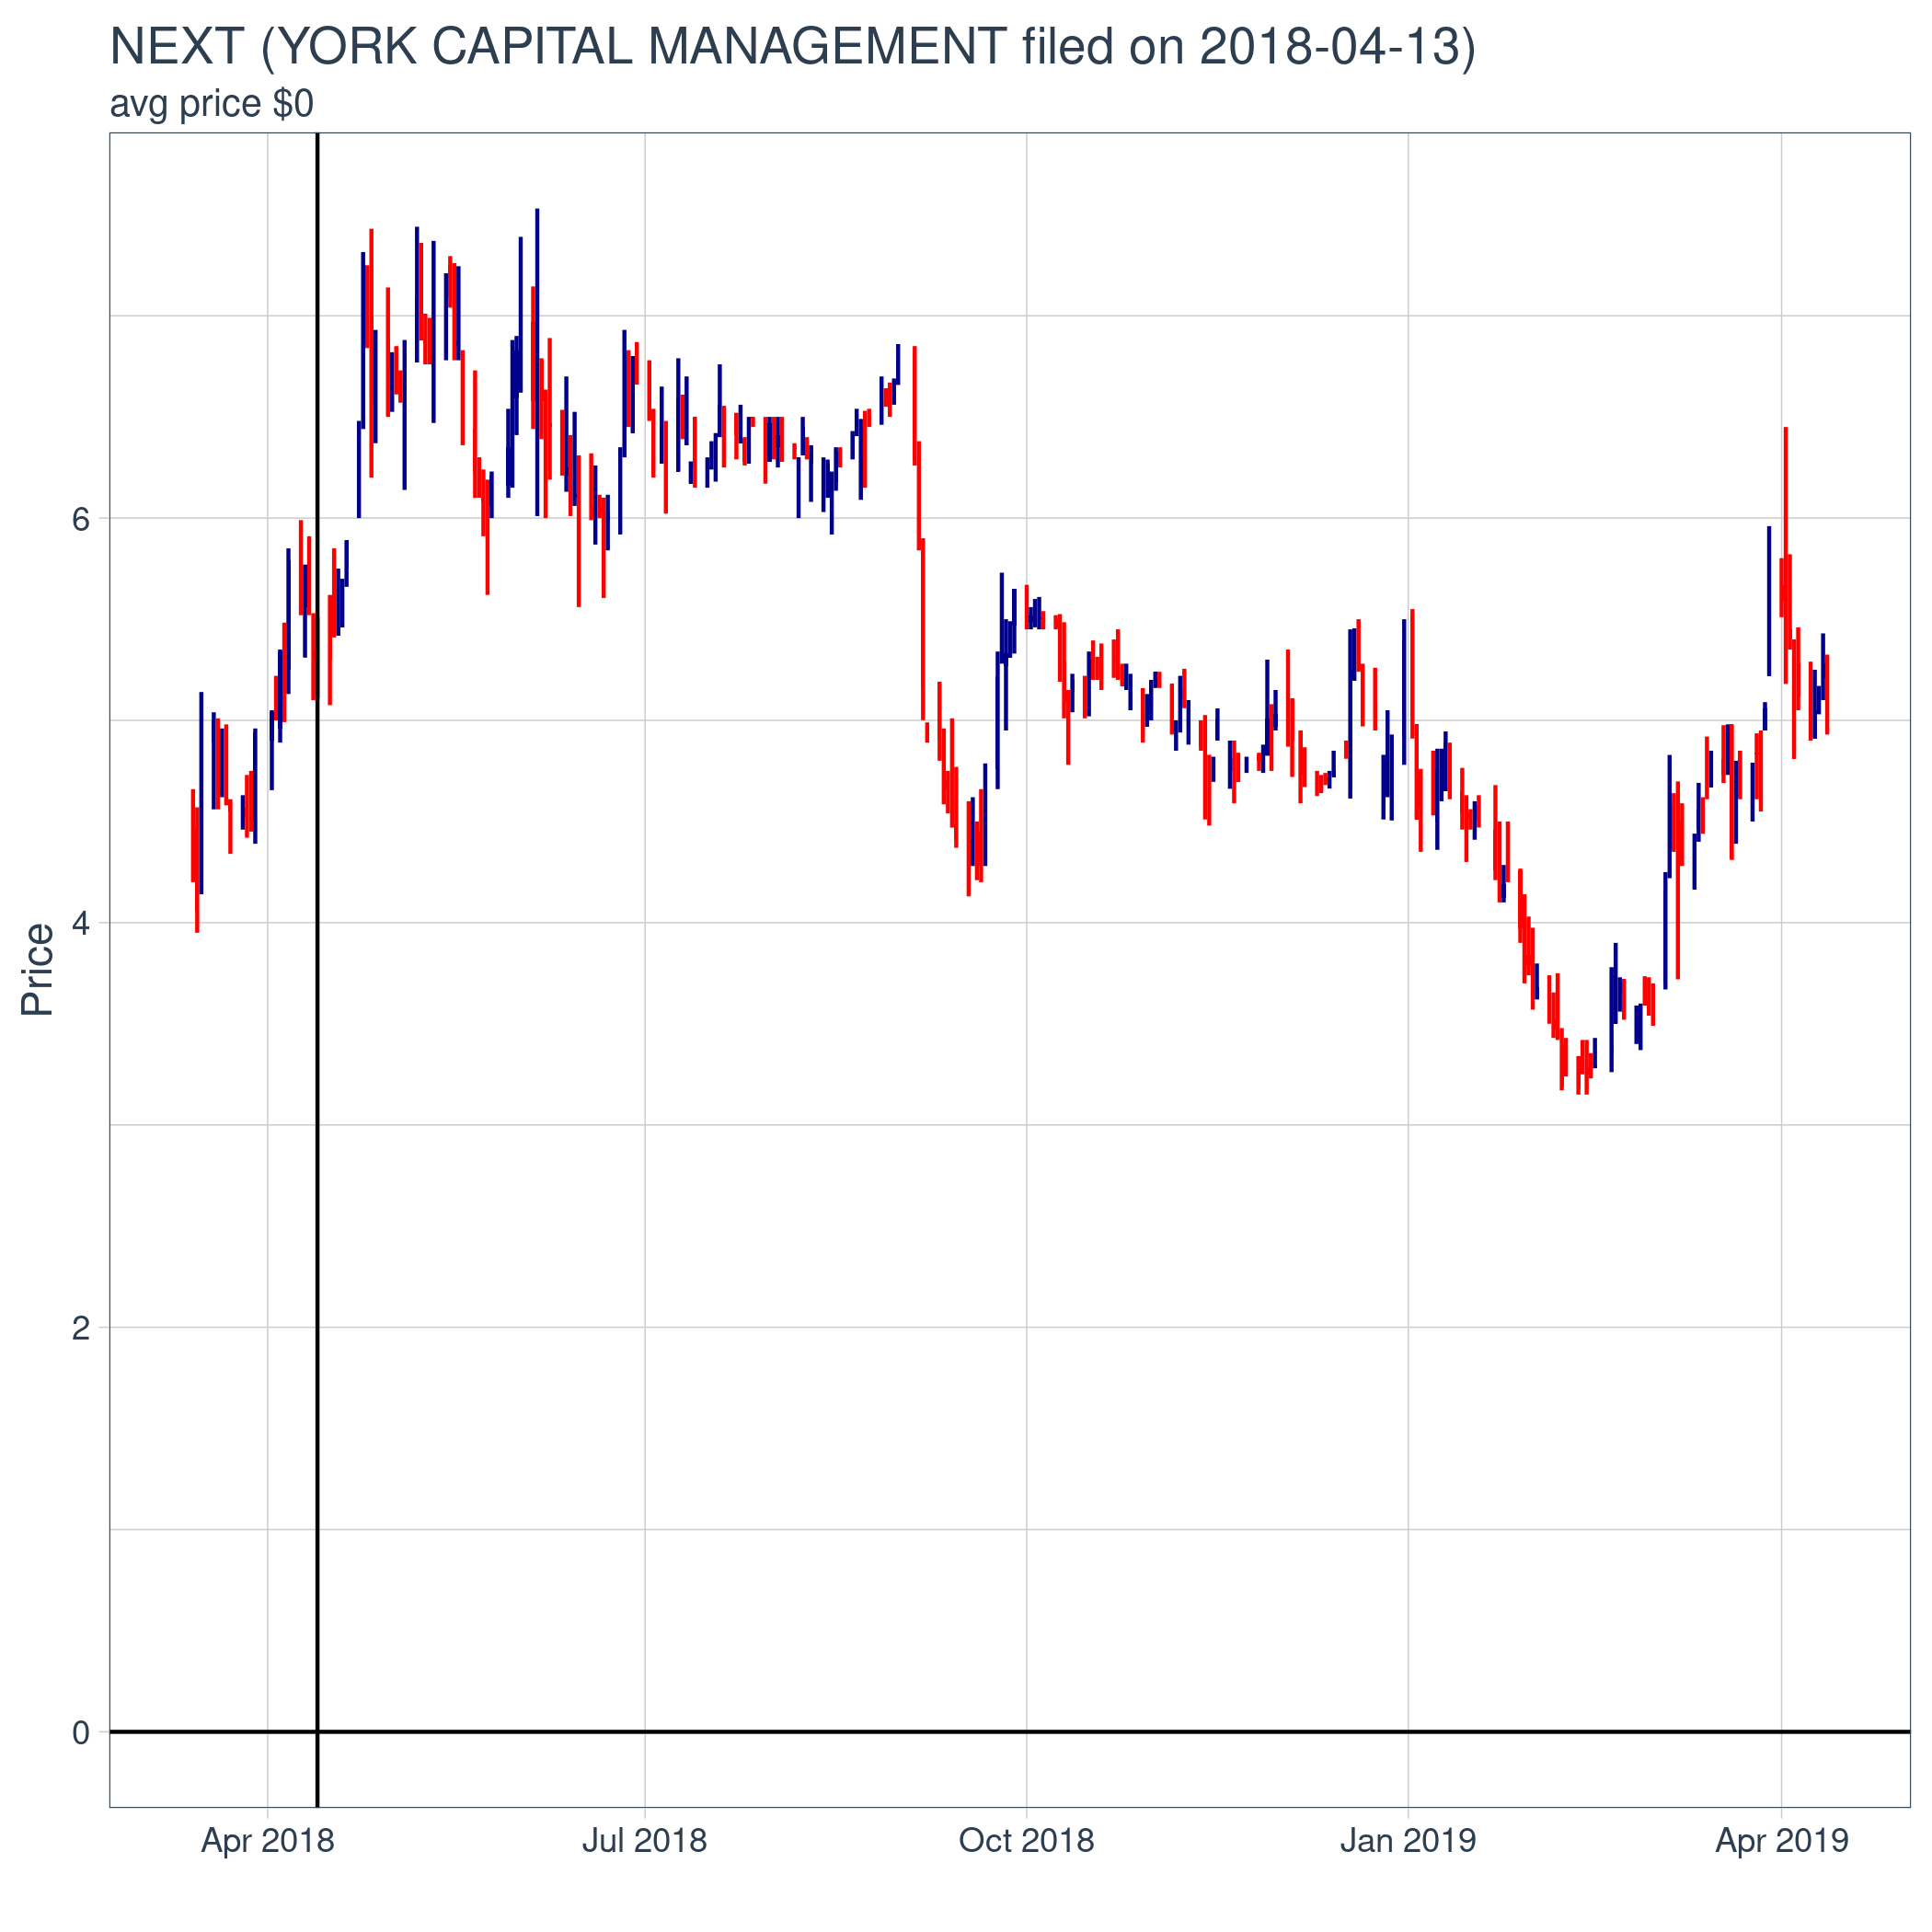 NEXT (YORK CAPITAL MANAGEMENT filed on 2018-04-13)
avg price $0
Price
6
4
2
0
Apr 2018
Jul 2018
Oct 2018
Jan 2019
Apr 2019